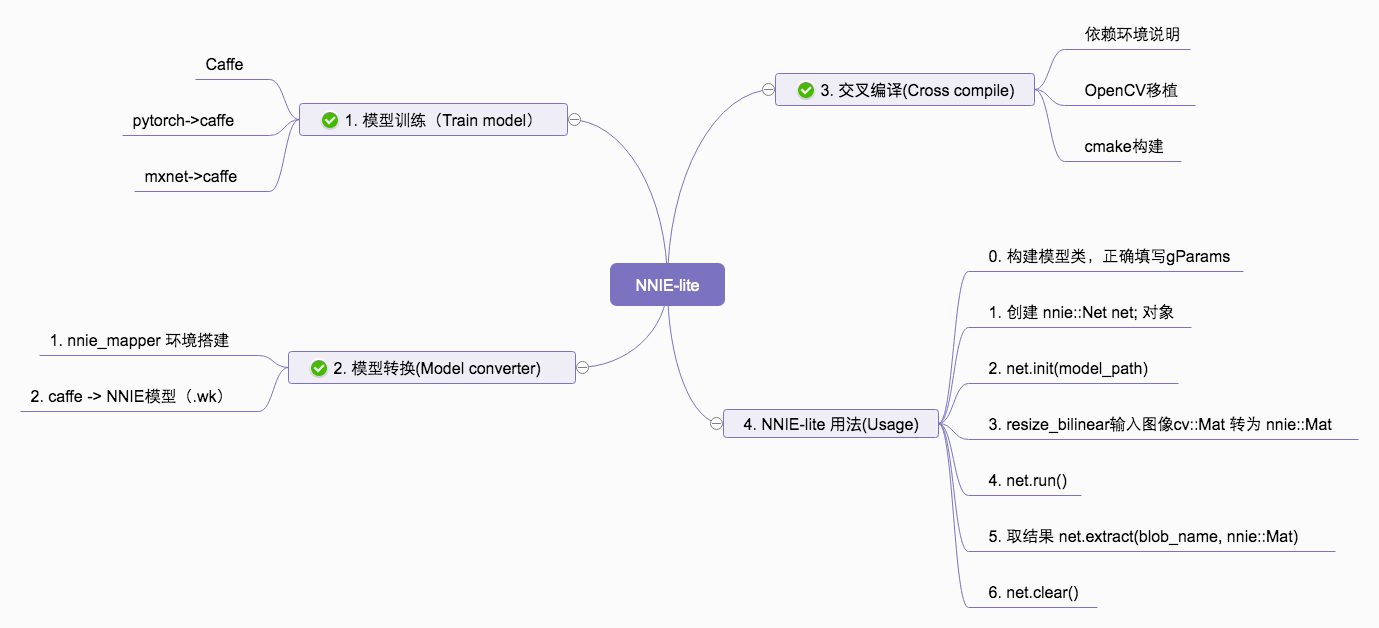 NNIE-lite
1. 模型训练（Train model）
Caffe
pytorch->caffe
mxnet->caffe
2. 模型转换(Model converter)
1. nnie_mapper 环境搭建
2. caffe -> NNIE模型（.wk）
3. 交叉编译(Cross compile)
依赖环境说明
OpenCV移植
cmake构建
4. NNIE-lite 用法(Usage)
0. 构建模型类，正确填写gParams
1. 创建 nnie::Net net; 对象
2. net.init(model_path)
3. resize_bilinear输入图像cv::Mat 转为 nnie::Mat
4. net.run()
5. 取结果 net.extract(blob_name, nnie::Mat)
6. net.clear()